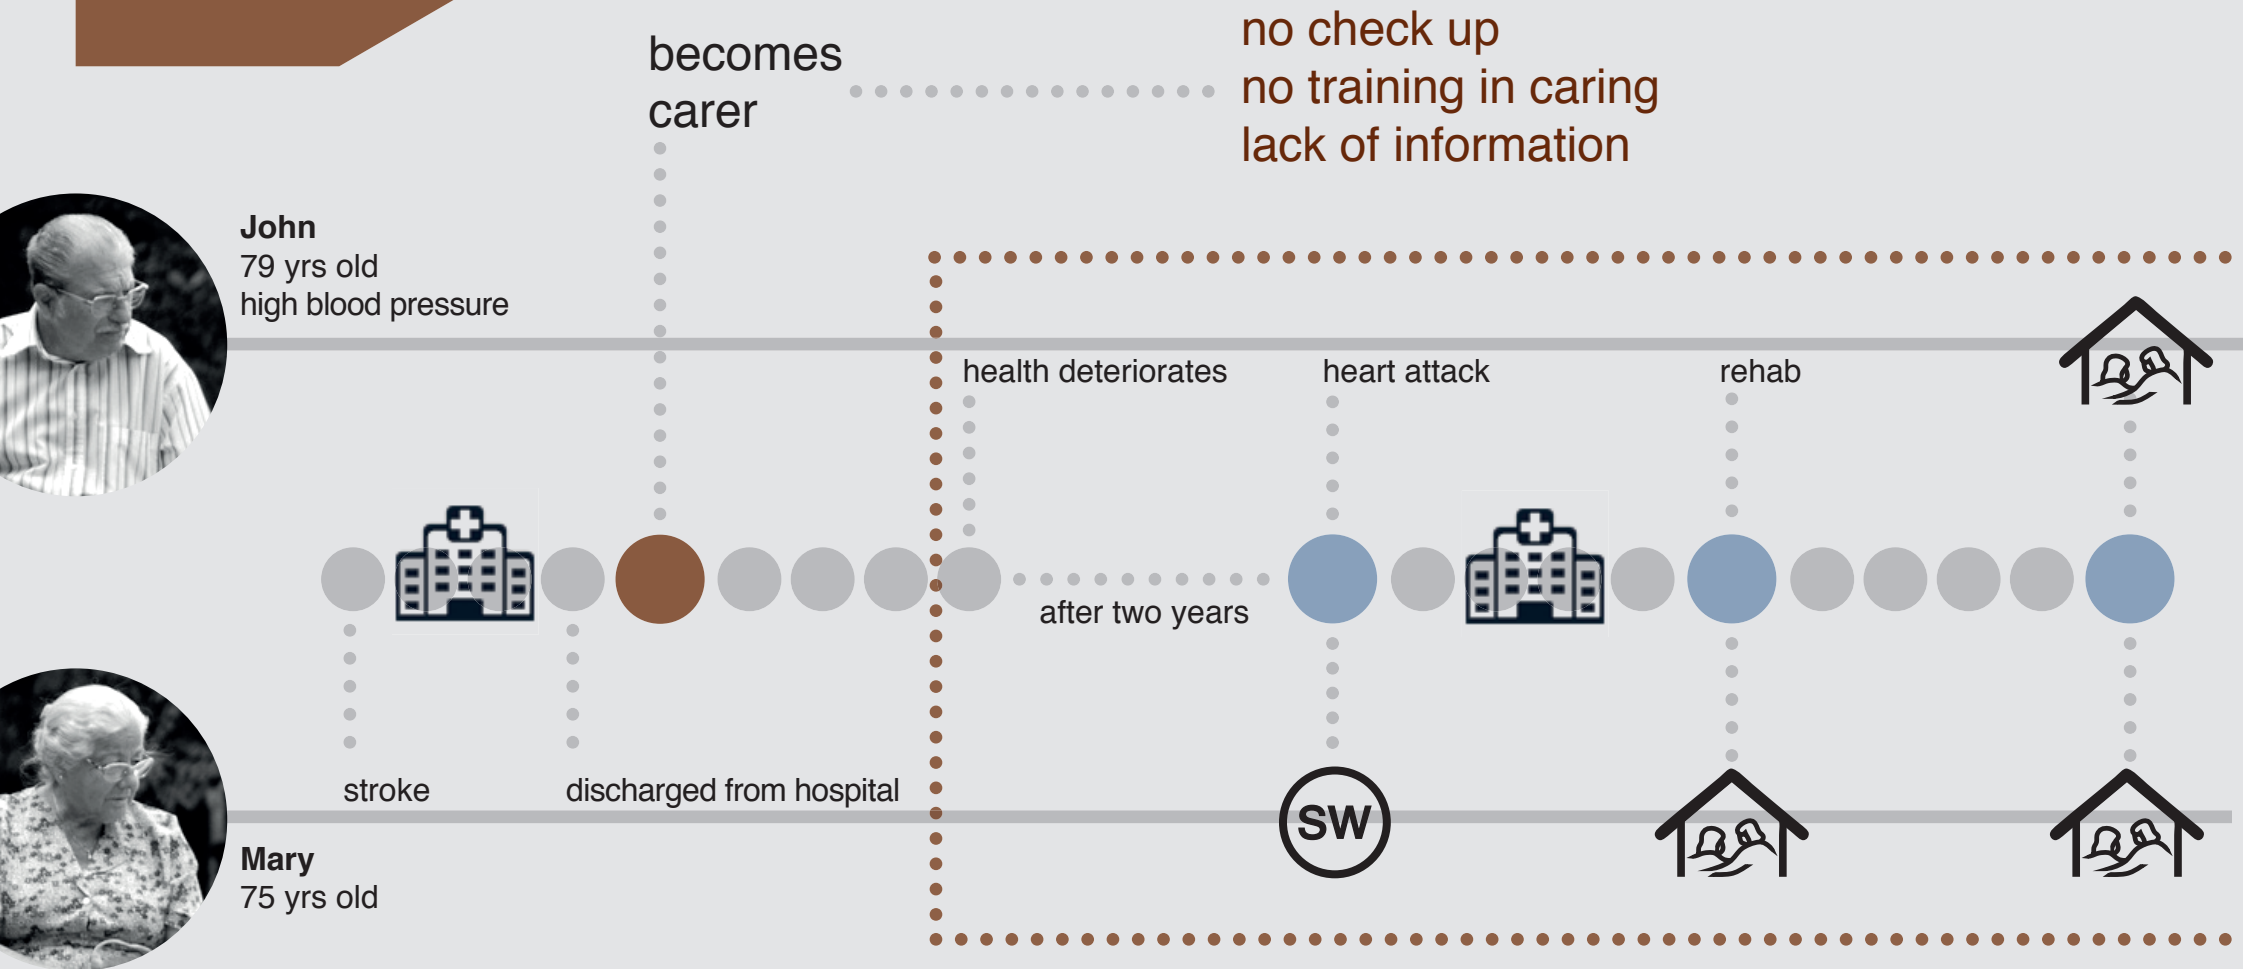 becomes
carer
no check up
no training in caring
lack of information
John
79 yrs old
high blood pressure
health deteriorates
heart attack
rehab
after two years
stroke
discharged from hospital
SW
Mary
75 yrs old